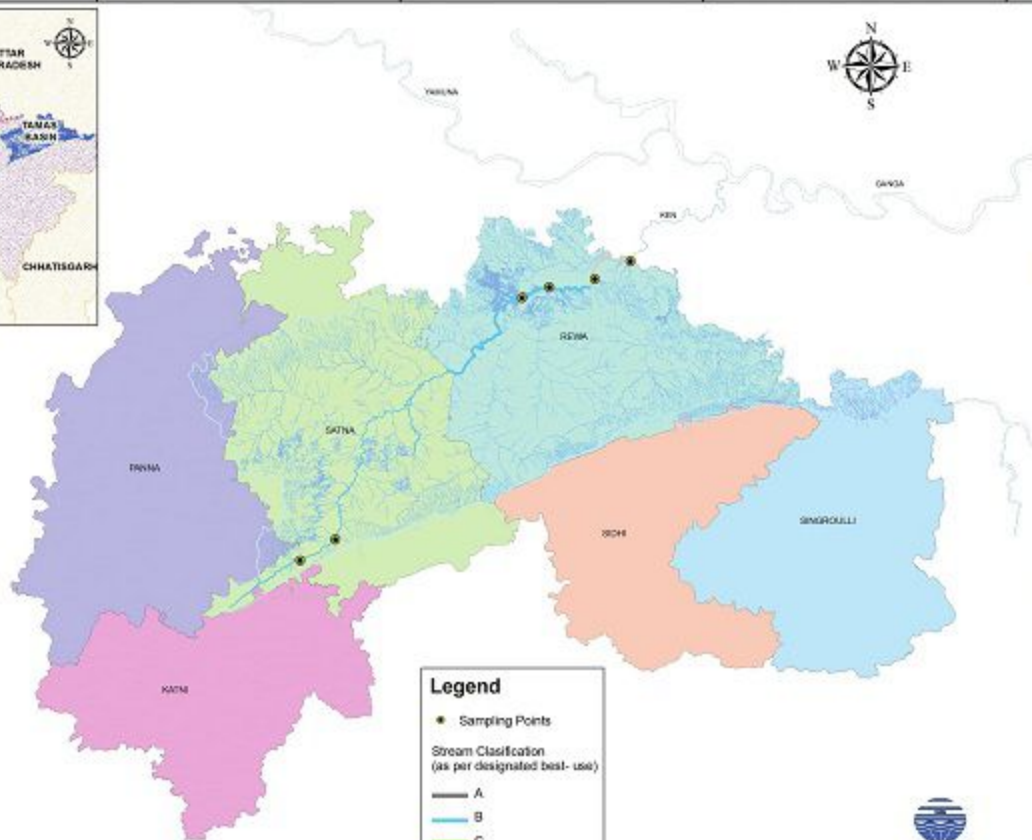 N
W E
S
TTAR
RADESH
TAMAS
BASIN
CHHATISGARH
N
W E
S
YAMUNA
GANGA
KEN
REWA
SATNA
PANNA
SIDHI
SINGROULLI
KATNI
Legend
Sampling Points
Stream Clasification
(as per designated best- use)
A
B